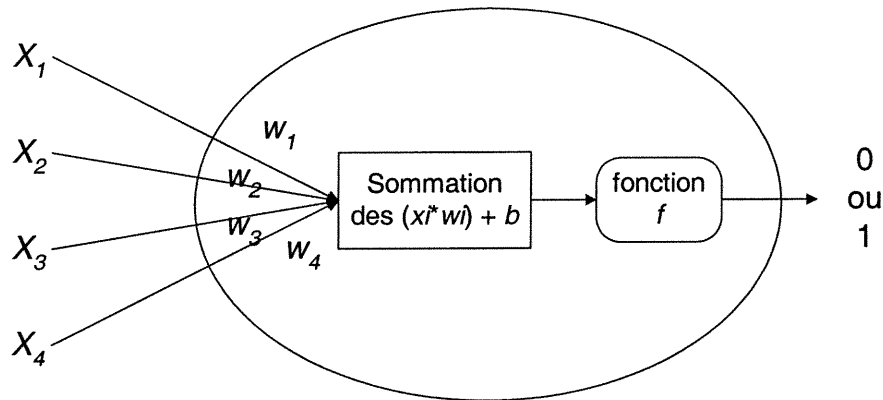 X1
X2
X3
X4
w1
w2
w3
w4
Sommation
des (xi*wi) + b
fonction
f
0
ou
1